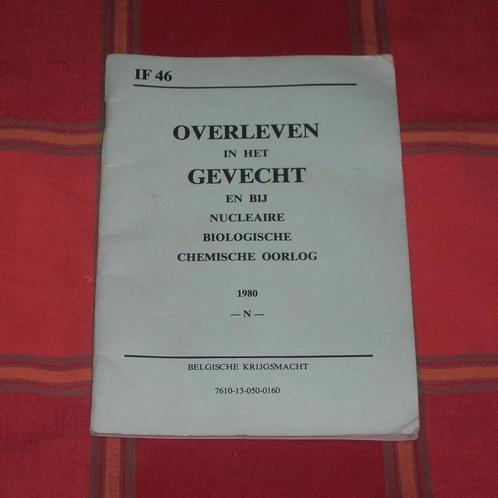 IF 46
OVERLEVEN
IN HET
GEVECHT
EN BIJ
NUCLEAIRE
BIOLOGISCHE
CHEMISCHE OORLOG
1980
— N —
BELGISCHE KRIJGSMACHT
7610-13-050-0160